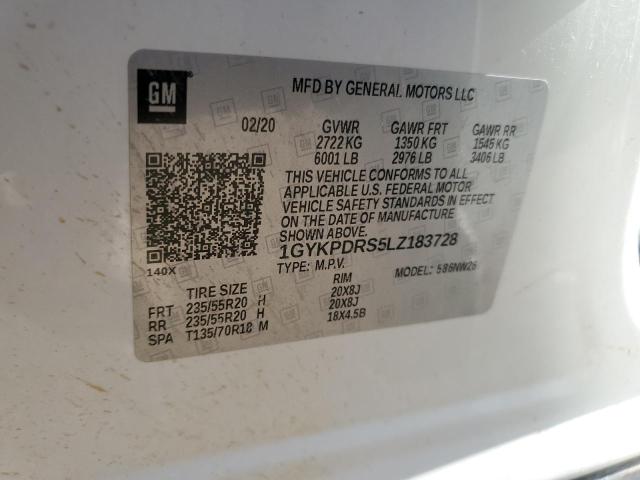 GM
MFD BY GENERAL MOTORS LLC
02/20 GVWR GAWR FRT GAWR RR
2722 KG 1350 KG 1545 KG
6001 LB 2976 LB 3406 LB
THIS VEHICLE CONFORMS TO ALL
APPLICABLE U.S. FEDERAL MOTOR
VEHICLE SAFETY STANDARDS IN EFFECT
ON THE DATE OF MANUFACTURE
SHOWN ABOVE.
1GYKPDRS5LZ183728
140X TYPE: M.P.V. MODEL: 586NW26
TIRE SIZE RIM
FRT 235/55R20 H 20X8J
RR 235/55R20 H 20X8J
SPA T135/70R18 M 18X4.5B